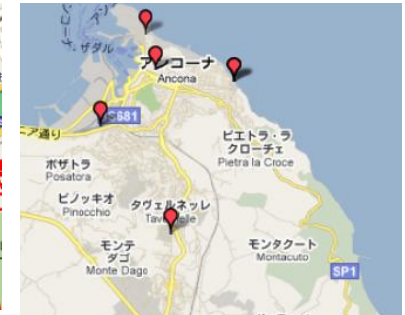 ザダル
アンコーナ
Ancona
S681
ア通り
ピエトラ・ラ
クローチェ
Pietra la Croce
ポザトラ
Posatora
ピノッキオ
Pinocchio
タヴェルネッレ
モンテ
ダゴ
Monte Dago
モンタクート
Montacuto
SP1